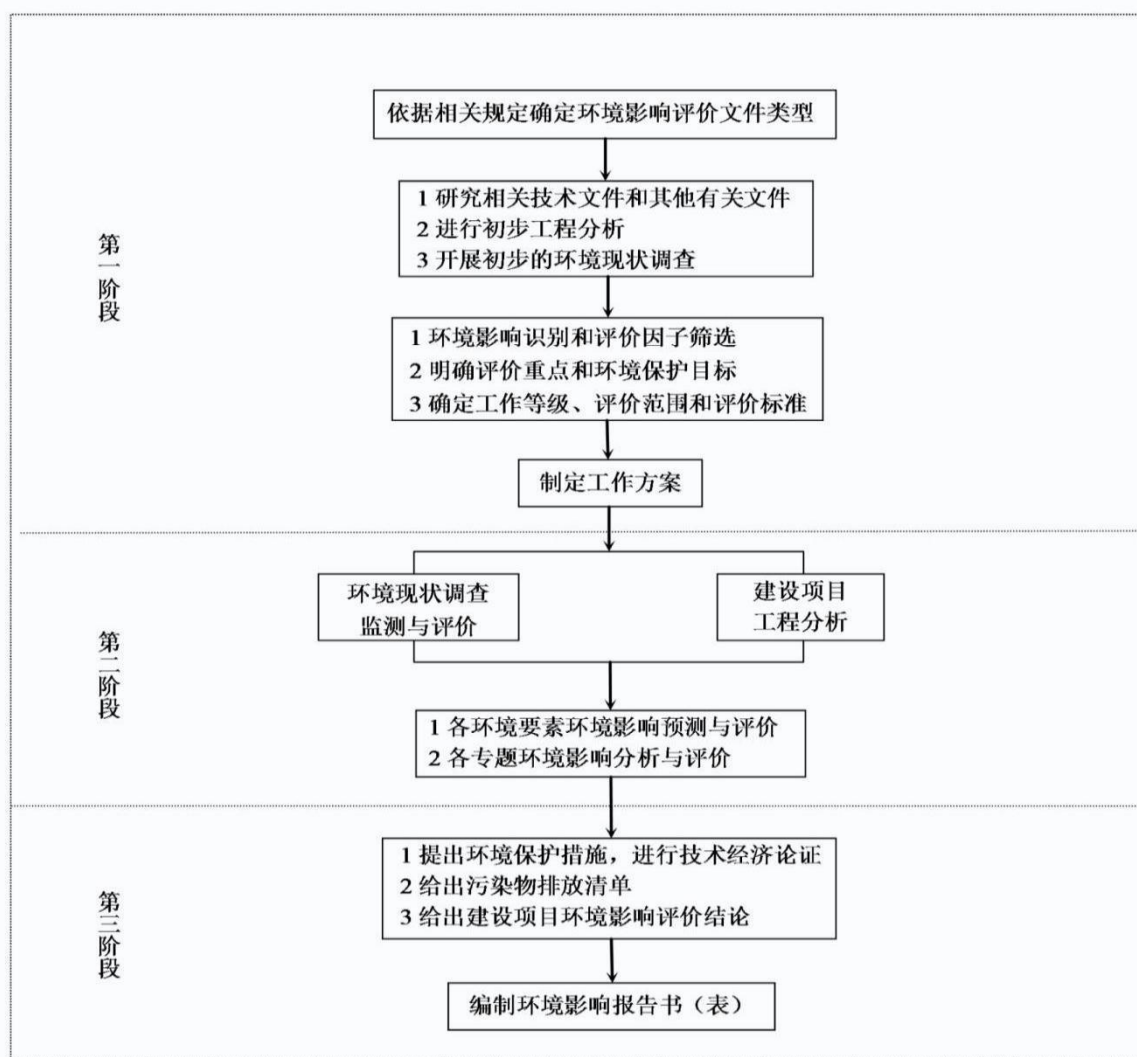 依据相关规定确定环境影响评价文件类型
第一阶段
1 研究相关技术文件和其他有关文件
2 进行初步工程分析
3 开展初步的环境现状调查
1 环境影响识别和评价因子筛选
2 明确评价重点和环境保护目标
3 确定工作等级、评价范围和评价标准
制定工作方案
第二阶段
环境现状调查
监测与评价
建设项目
工程分析
1 各环境要素环境影响预测与评价
2 各专题环境影响分析与评价
第三阶段
1 提出环境保护措施，进行技术经济论证
2 给出污染物排放清单
3 给出建设项目环境影响评价结论
编制环境影响报告书（表）